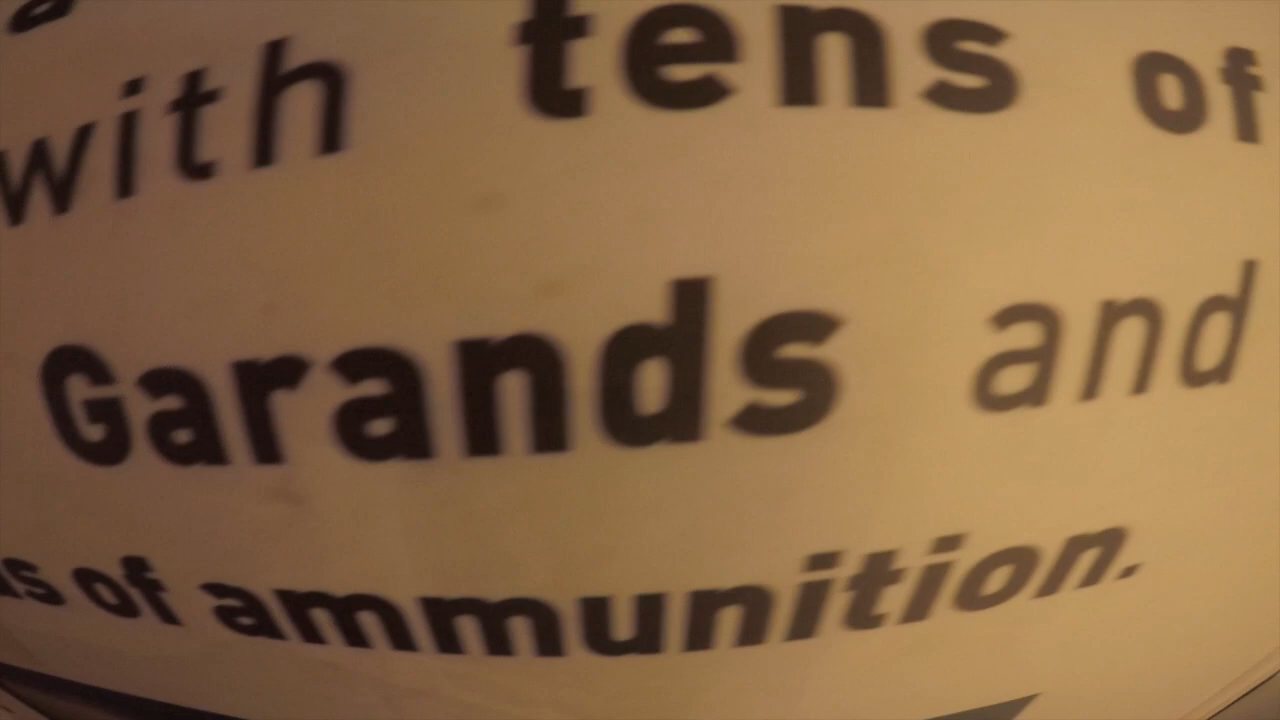 with tens of
Garands and
of ammunition.